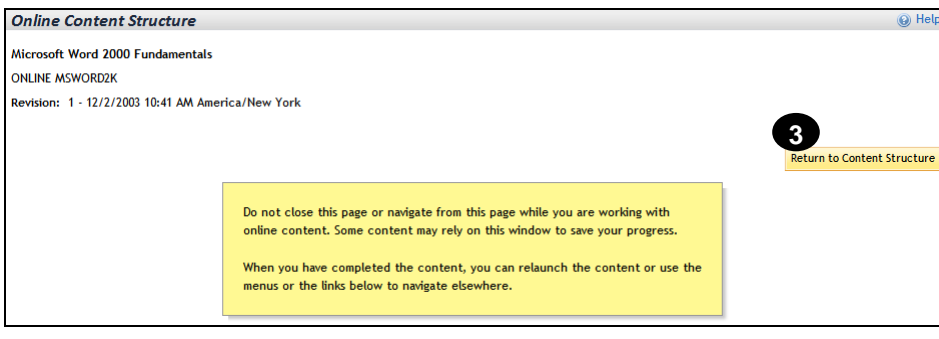 Online Content Structure
Help
Microsoft Word 2000 Fundamentals
ONLINE MSWORD2K
Revision: 1 - 12/2/2003 10:41 AM America/New York
3
Return to Content Structure
Do not close this page or navigate from this page while you are working with
online content. Some content may rely on this window to save your progress.
When you have completed the content, you can relaunch the content or use the
menus or the links below to navigate elsewhere.